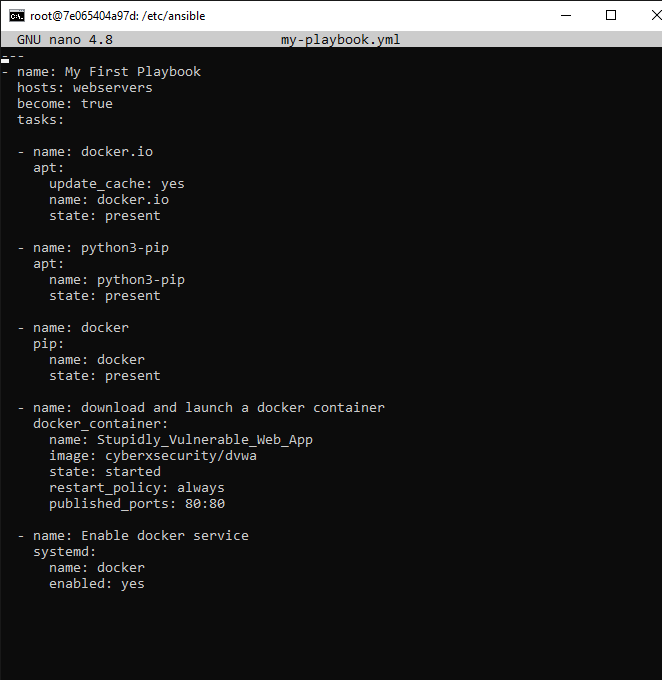 root@7e065404a97d: /etc/ansible
GNU nano 4.8 my-playbook.yml
---
- name: My First Playbook
  hosts: webservers
  become: true
  tasks:

  - name: docker.io
    apt:
      update_cache: yes
      name: docker.io
      state: present

  - name: python3-pip
    apt:
      name: python3-pip
      state: present

  - name: docker
    pip:
      name: docker
      state: present

  - name: download and launch a docker container
    docker_container:
      name: Stupidly_Vulnerable_Web_App
      image: cyberxsecurity/dvwa
      state: started
      restart_policy: always
      published_ports: 80:80

  - name: Enable docker service
    systemd:
      name: docker
      enabled: yes